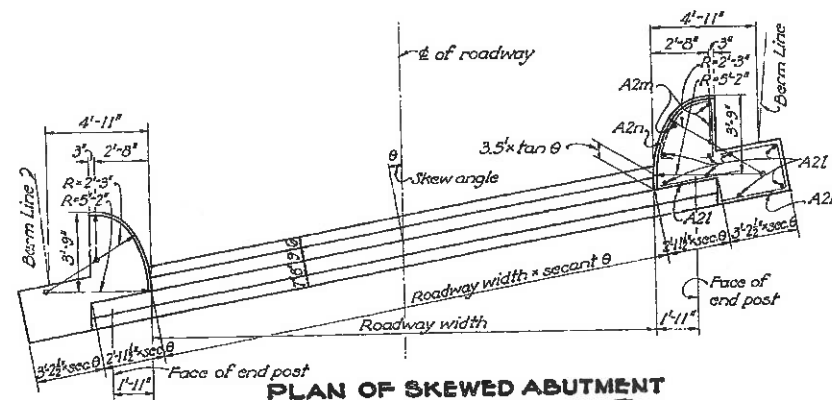 4'-11"
2'-8" 3"
R=2'-3"
R=5'-2"
Berm Line
₵ of roadway
A2m
A2n
3'-9"
4'-11"
3" 2'-8"
3.5' × tan θ
θ
Skew angle
A2l
A2l
Berm Line 2
R=2'-3"
R=5'-2"
3'-9"
A2l
2'-11½" × sec. θ
3'-2½" × sec. θ
Roadway width × secant θ
Face of
end post
Roadway width
1'-11"
3'-2½" × sec θ
2'-11½" × sec. θ
Face of end post
1'-11"
PLAN OF SKEWED ABUTMENT